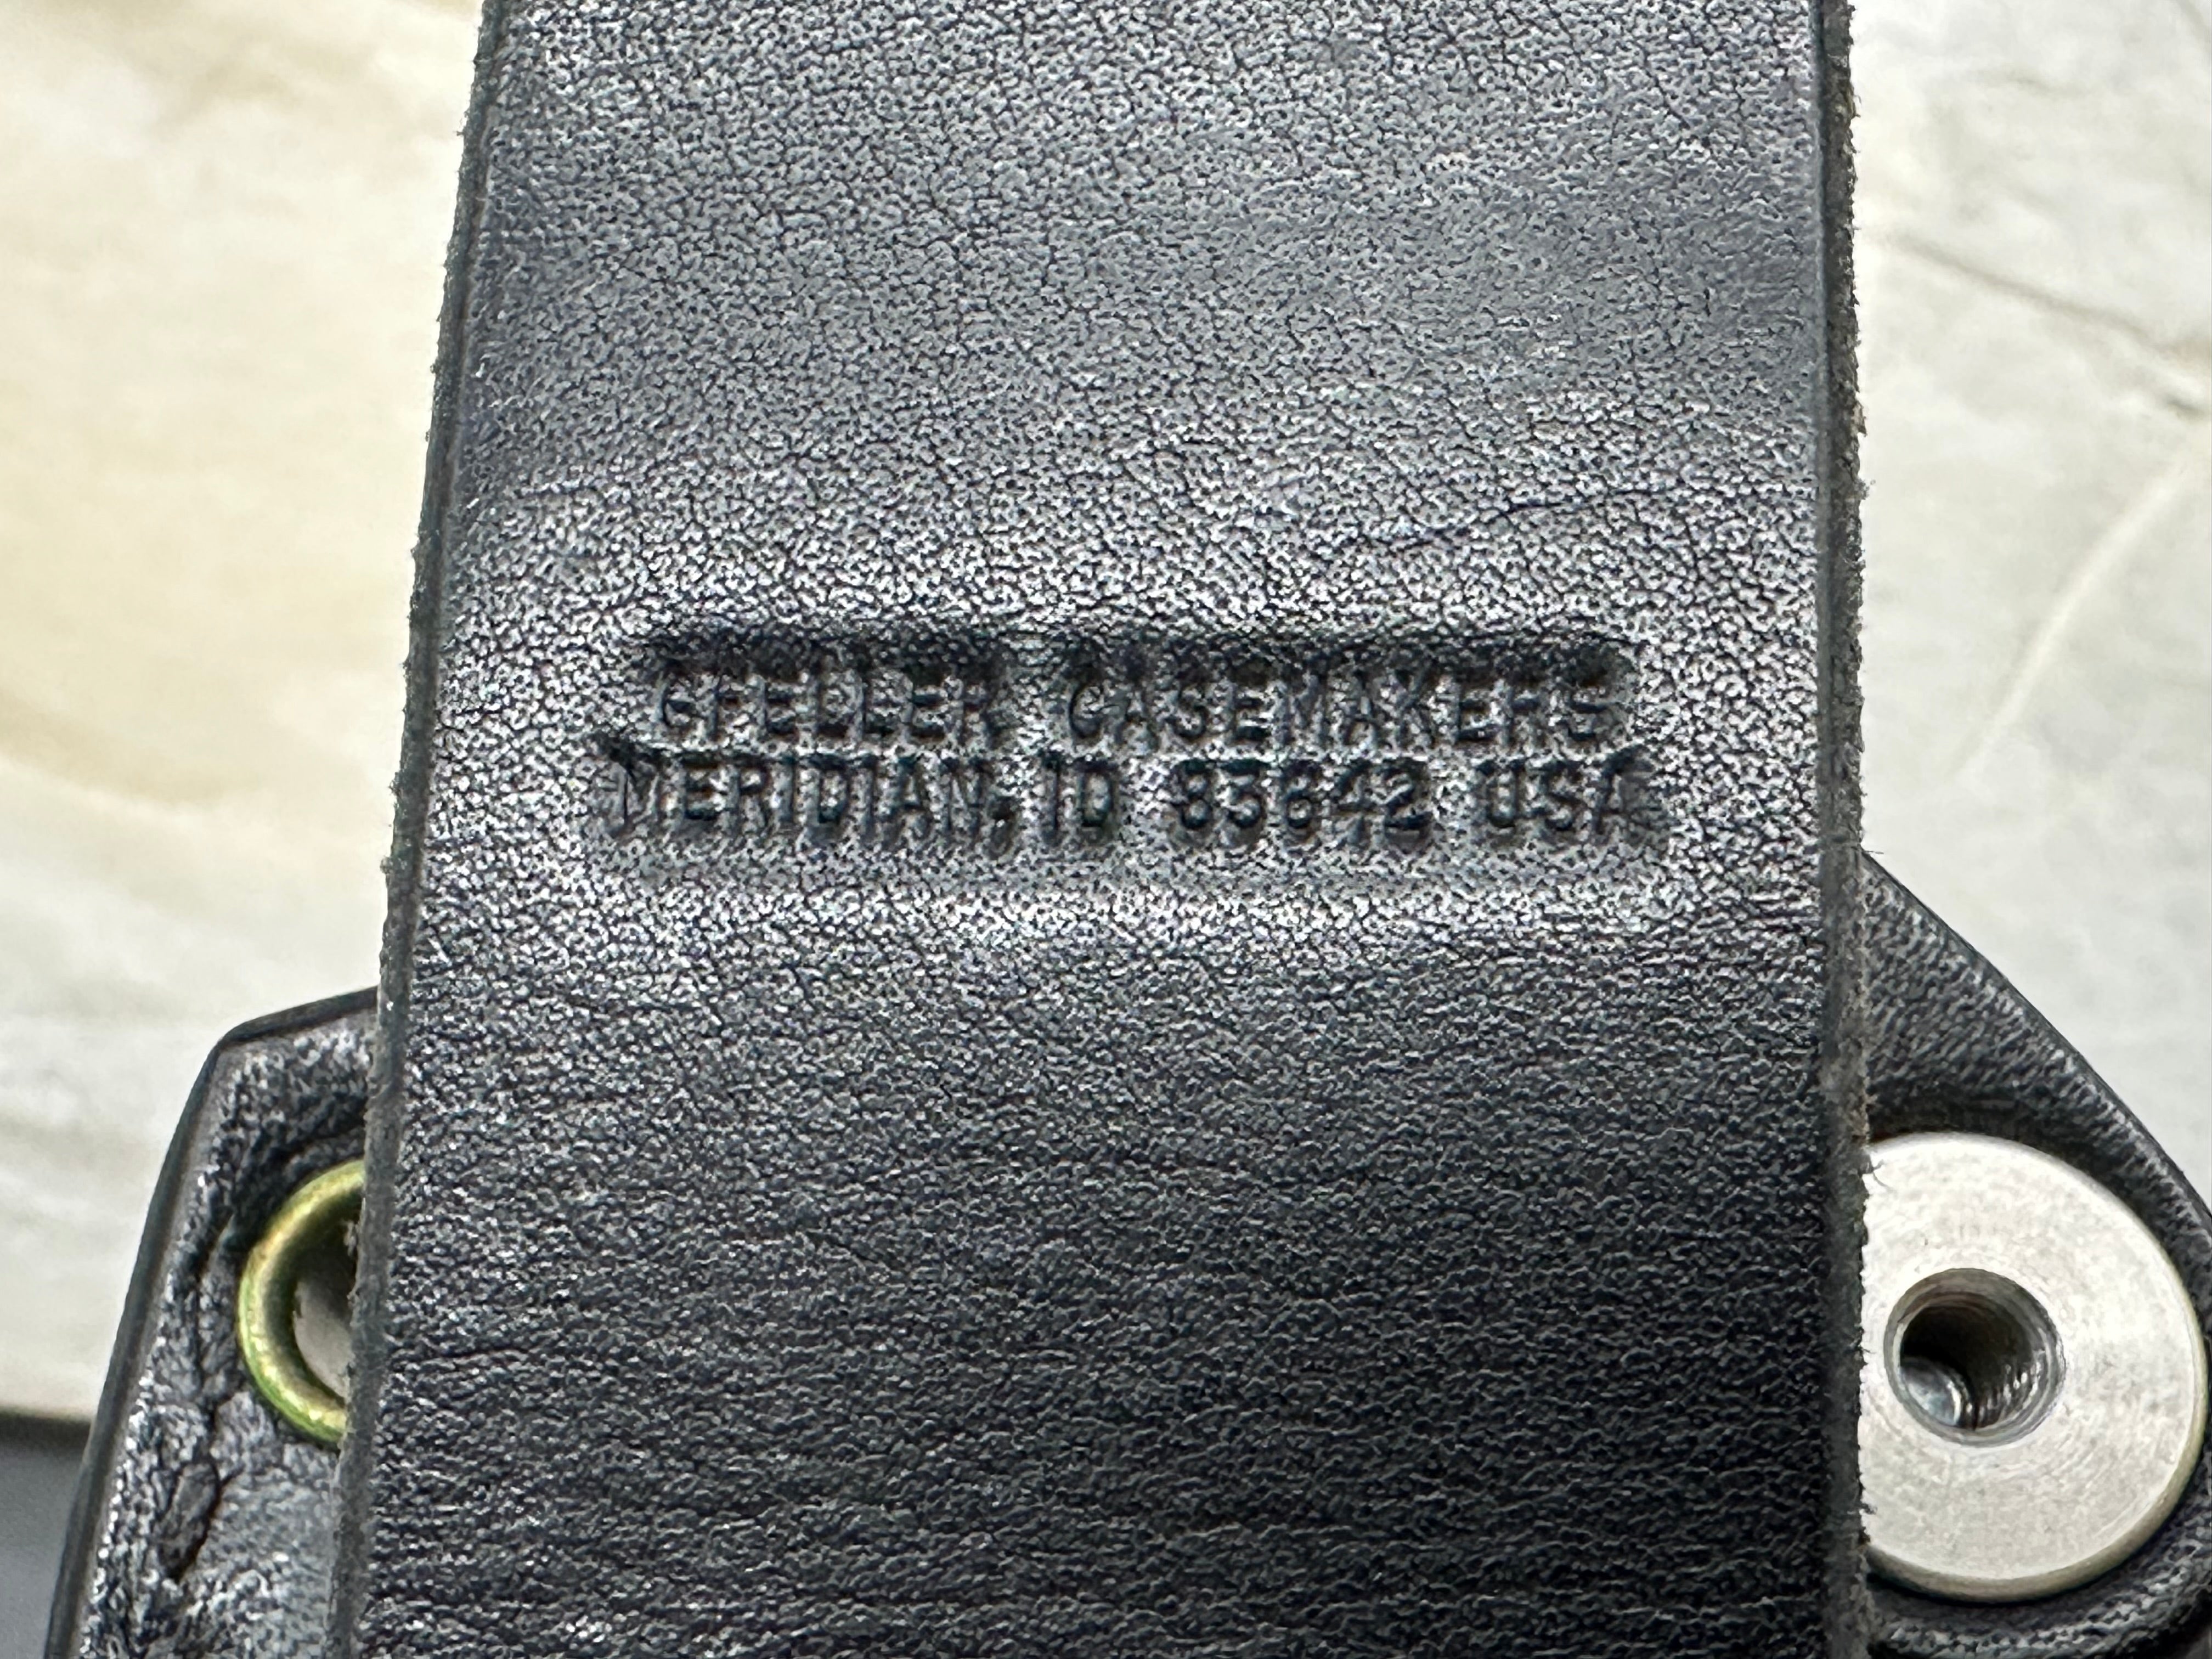 GFELLER CASEMAKERS
MERIDIAN, ID 83642 USA